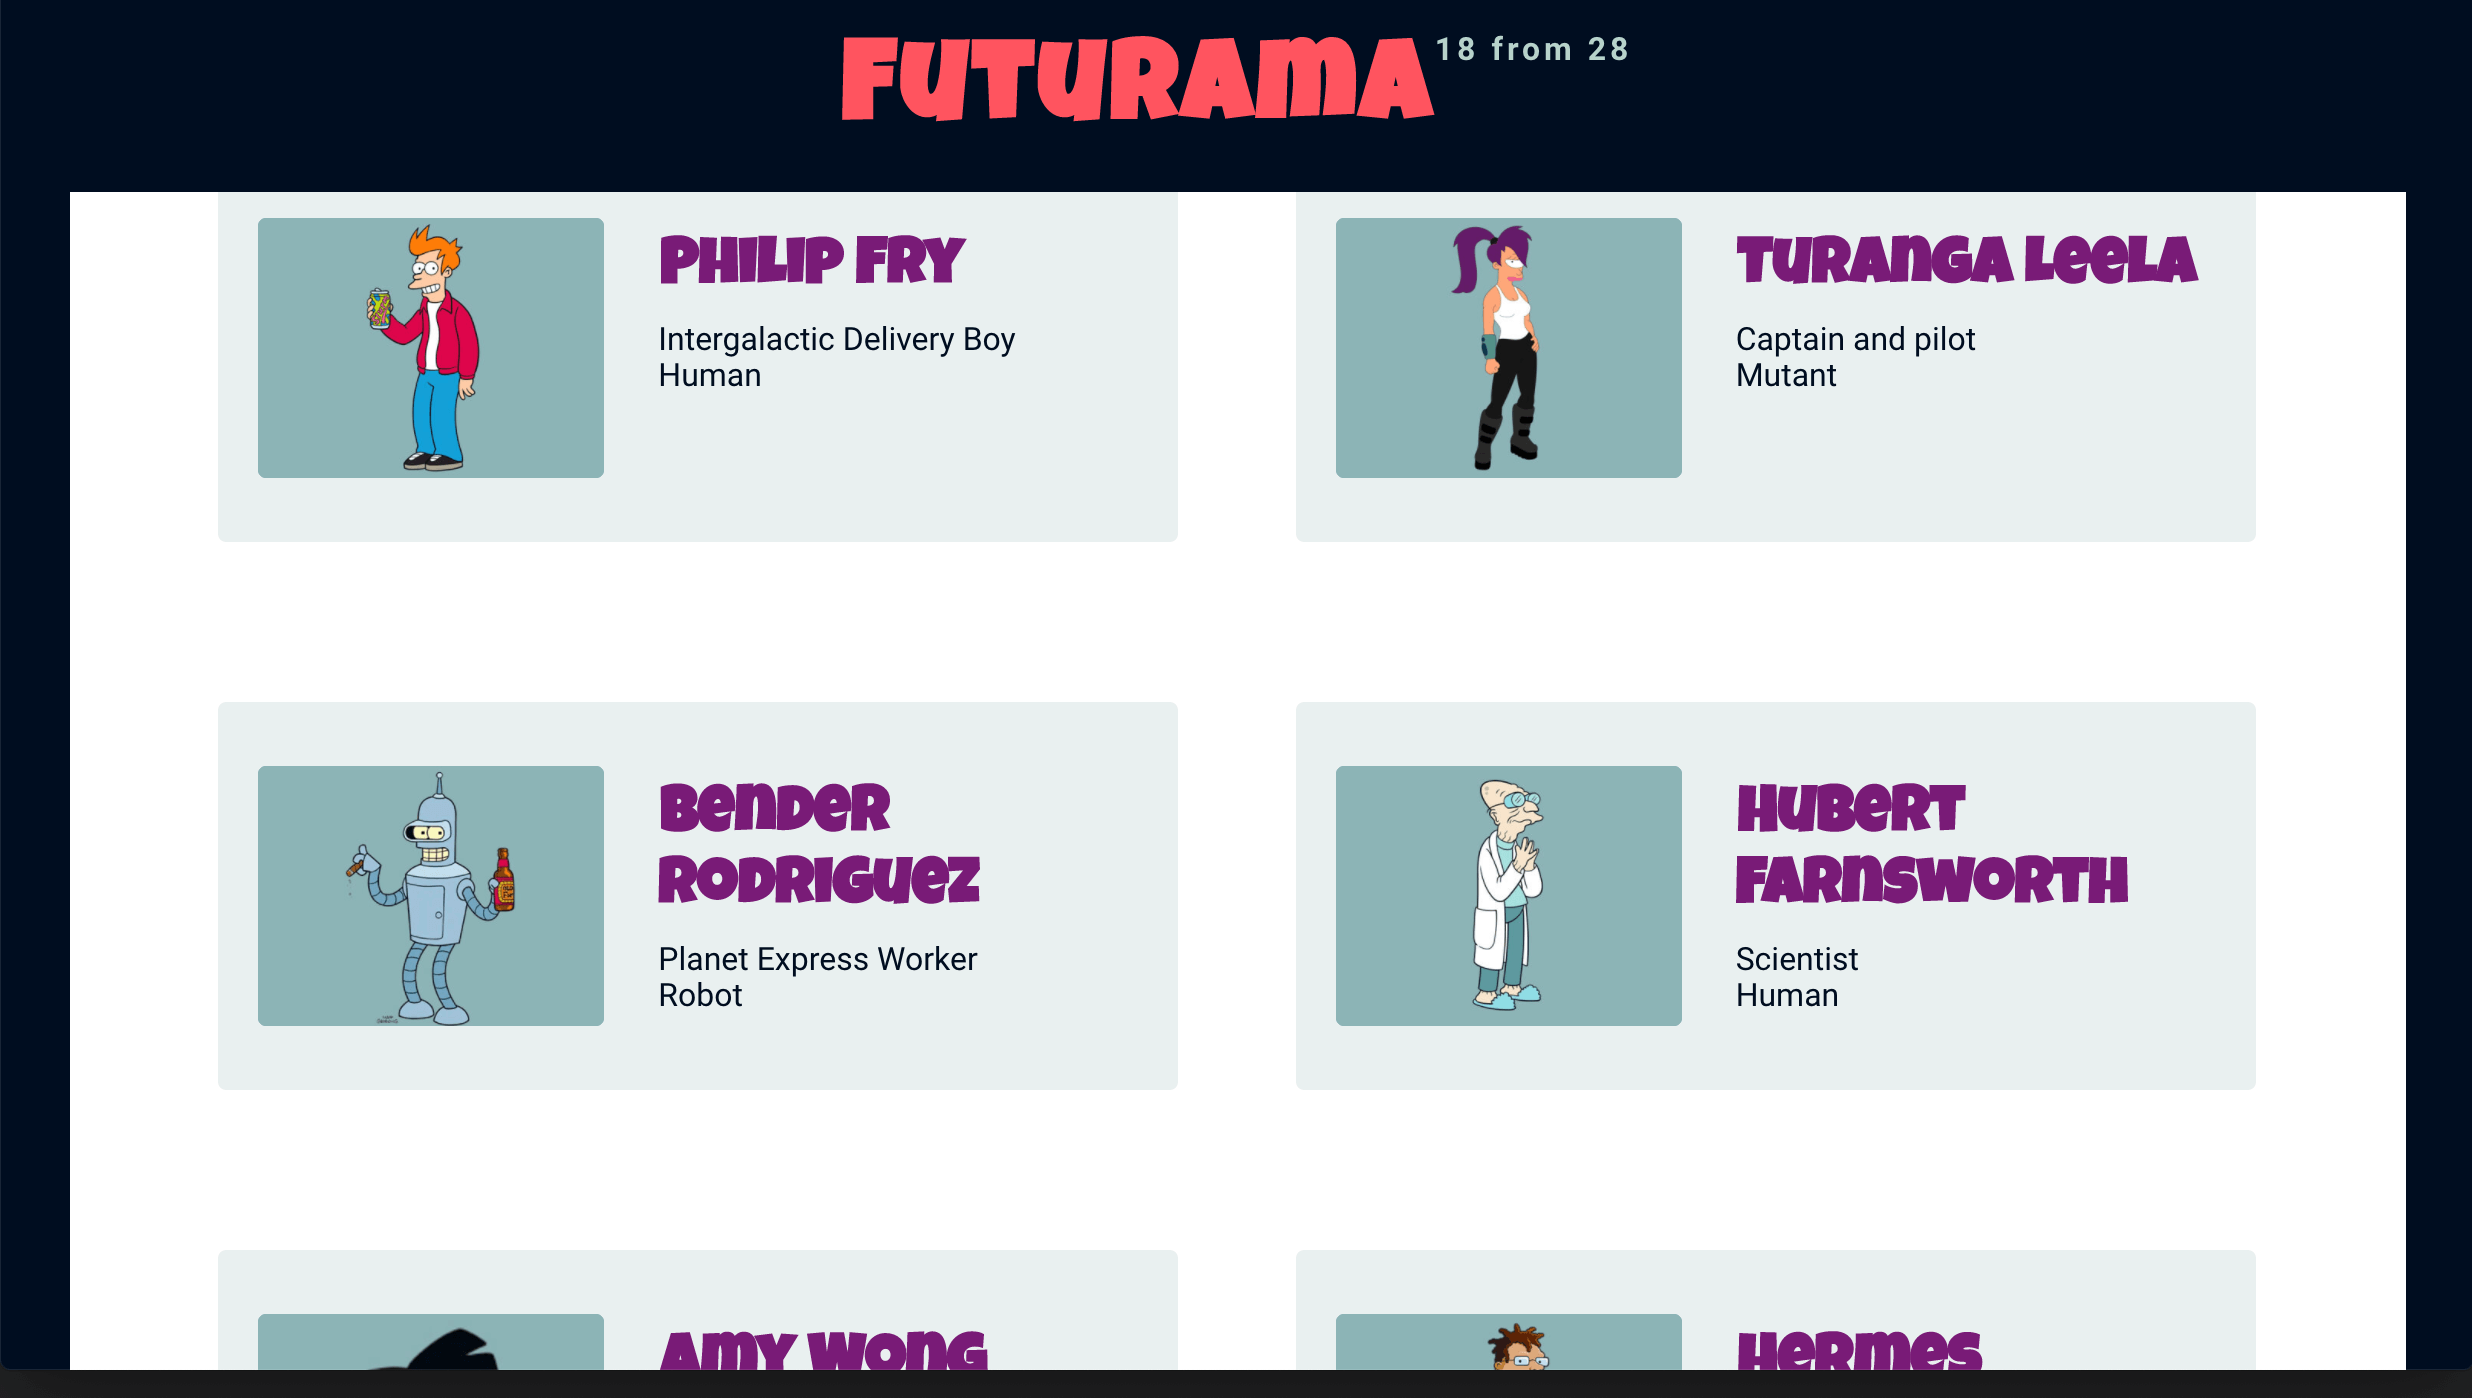 FUTURAMA 18 from 28
PHILIP FRY
Intergalactic Delivery Boy
Human
TURANGA LEELA
Captain and pilot
Mutant
BENDER
RODRIGUEZ
Planet Express Worker
Robot
HUBERT
FARNSWORTH
Scientist
Human
AMY WONG
HERMES